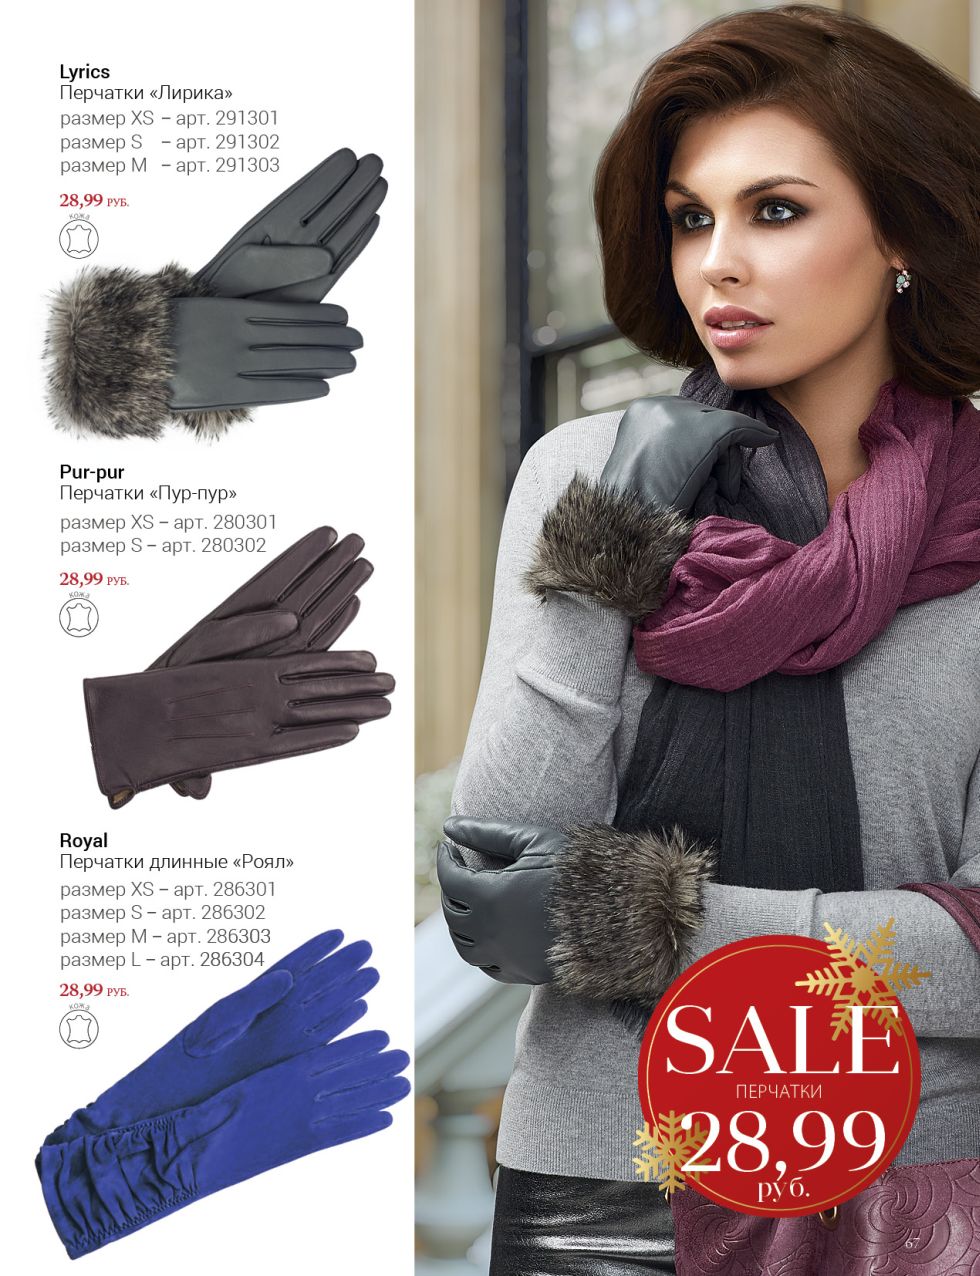 Lyrics
Перчатки «Лирика»
размер XS – арт. 291301
размер S – арт. 291302
размер M – арт. 291303
28,99 РУБ.
кожа
Pur-pur
Перчатки «Пур-пур»
размер XS – арт. 280301
размер S – арт. 280302
28,99 РУБ.
кожа
Royal
Перчатки длинные «Роял»
размер XS – арт. 286301
размер S – арт. 286302
размер M – арт. 286303
размер L – арт. 286304
28,99 РУБ.
кожа
SALE
ПЕРЧАТКИ
28,99
руб.
67